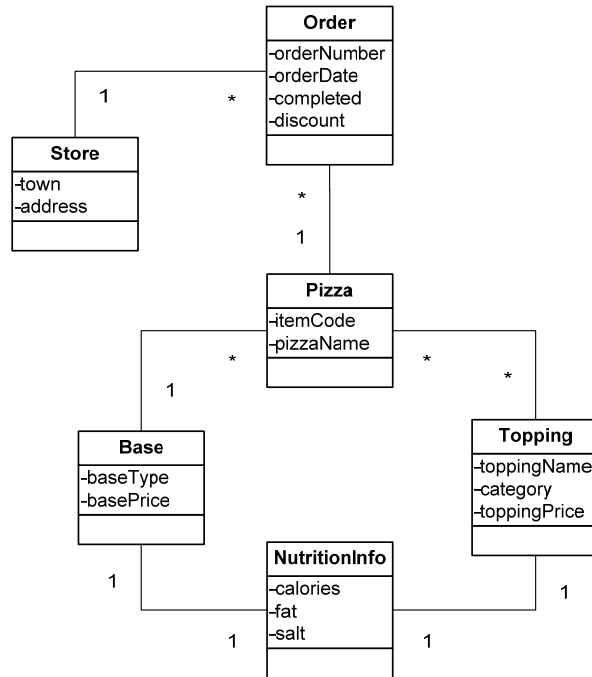 Order
-orderNumber
-orderDate
-completed
-discount
1
*
Store
-town
-address
*
1
Pizza
-itemCode
-pizzaName
*
*
1
*
Base
-baseType
-basePrice
Topping
-toppingName
-category
-toppingPrice
NutritionInfo
-calories
-fat
-salt
1
1
1
1